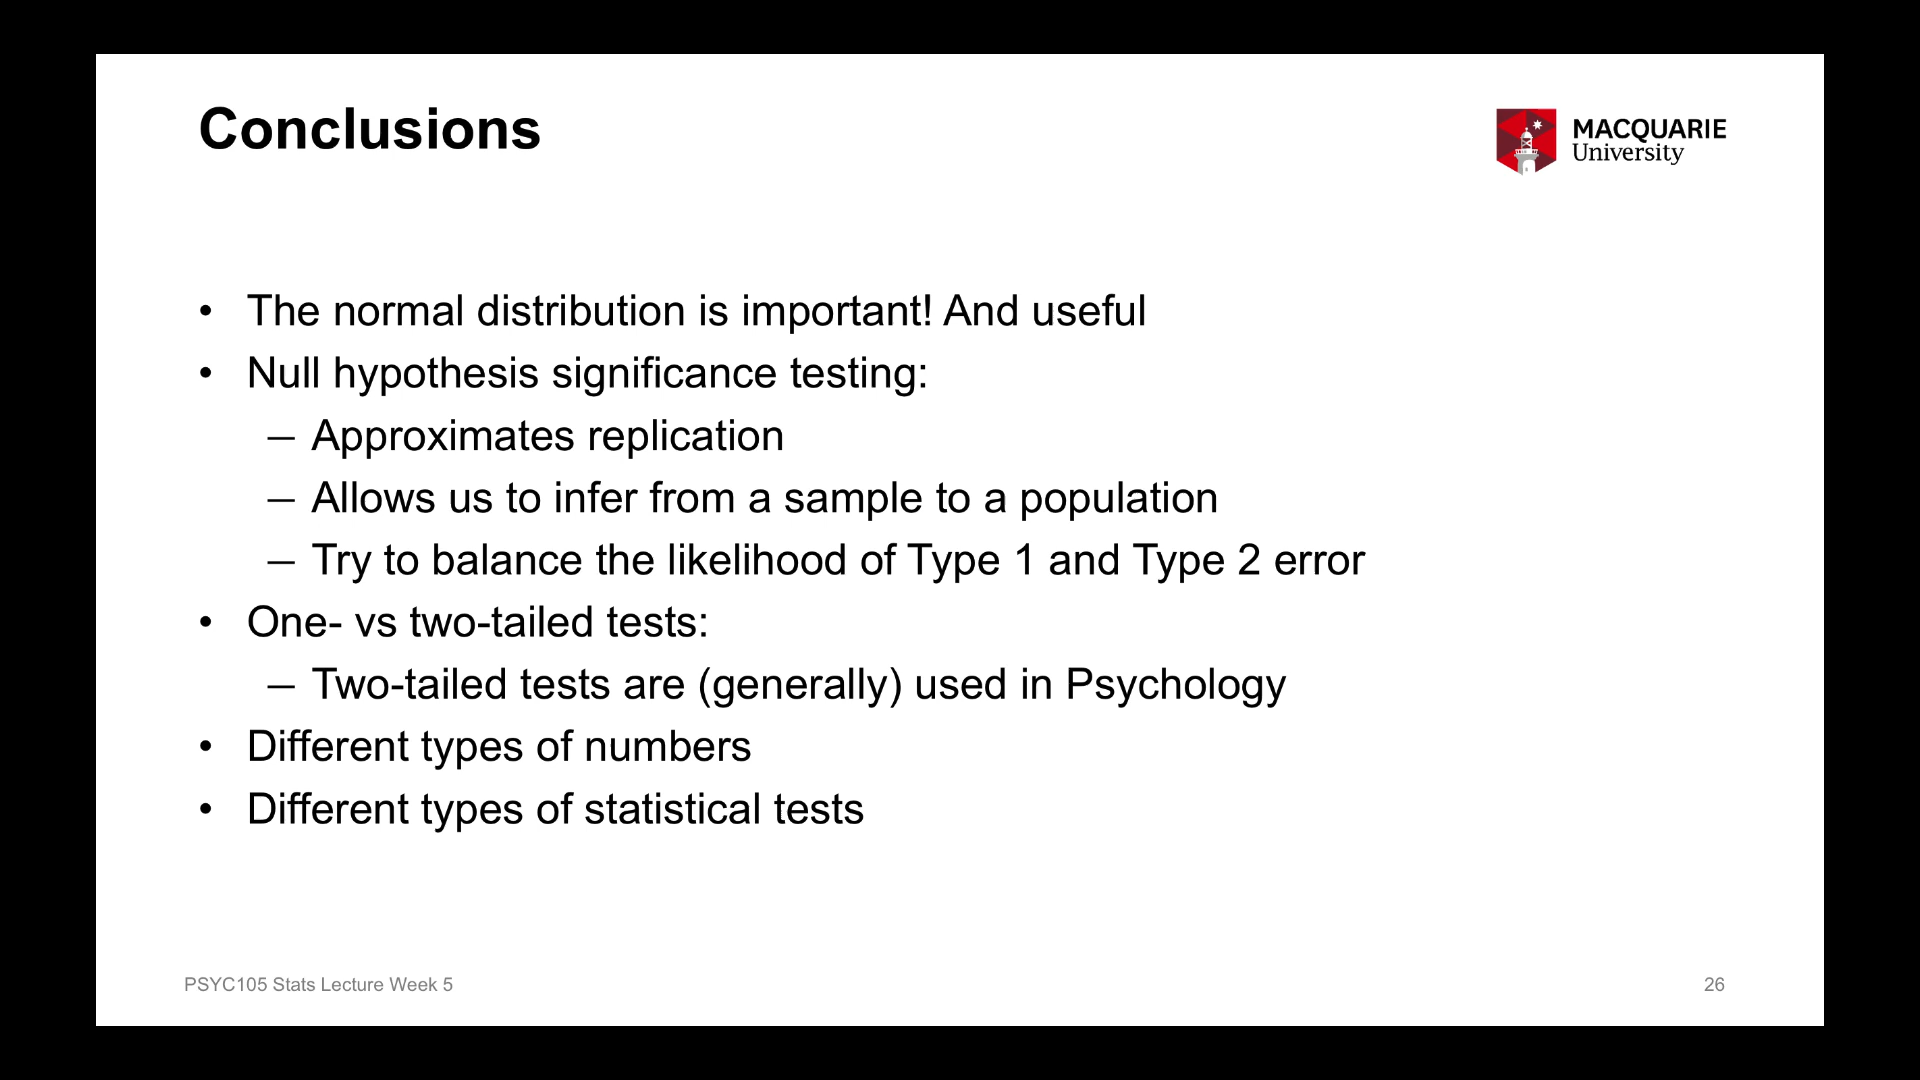 Conclusions
MACQUARIE
University
• The normal distribution is important! And useful
• Null hypothesis significance testing:
– Approximates replication
– Allows us to infer from a sample to a population
– Try to balance the likelihood of Type 1 and Type 2 error
• One- vs two-tailed tests:
– Two-tailed tests are (generally) used in Psychology
• Different types of numbers
• Different types of statistical tests
PSYC105 Stats Lecture Week 5
26